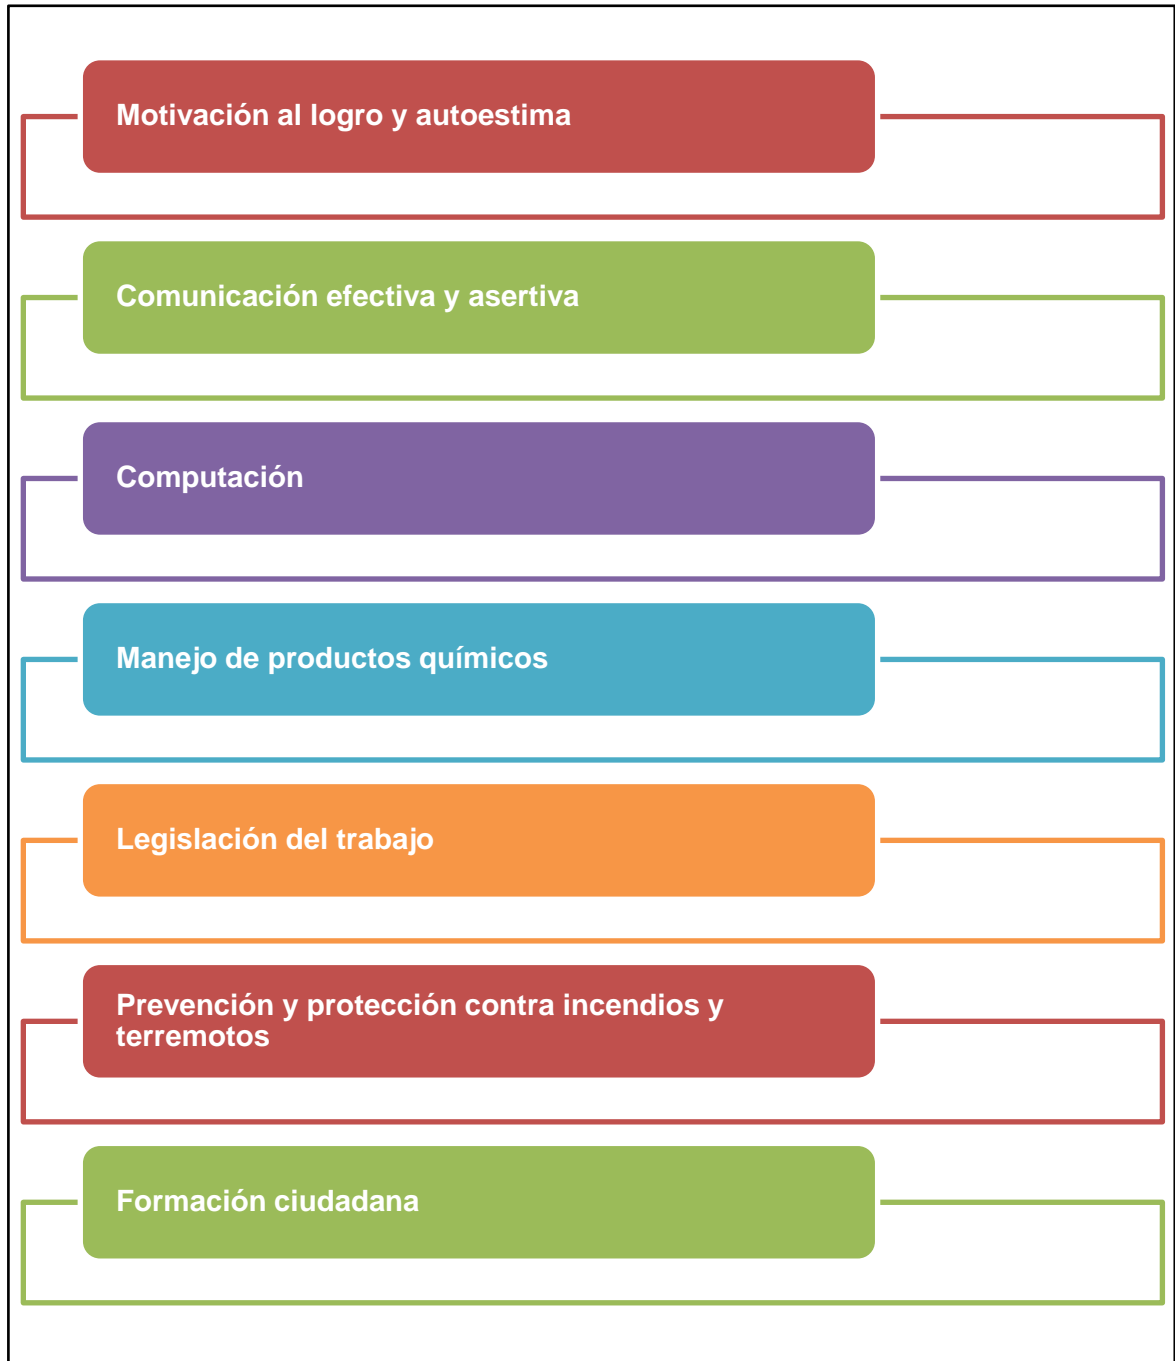 Motivación al logro y autoestima
Comunicación efectiva y asertiva
Computación
Manejo de productos químicos
Legislación del trabajo
Prevención y protección contra incendios y
terremotos
Formación ciudadana